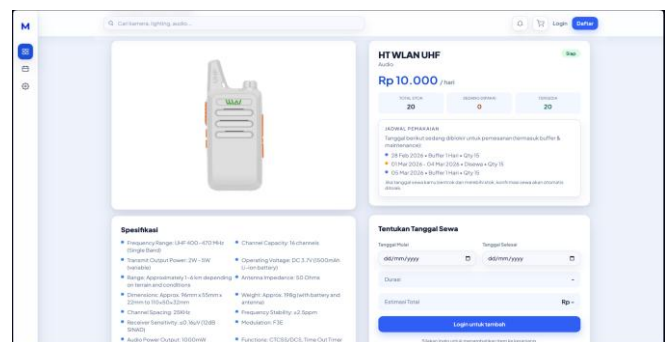 M
Cari kamera, lighting, audio...
Login
Daftar
HT WLAN UHF
Siap
Audio
Rp 10.000 / hari
TOTAL STOK
SEDANG DISEWA
TERSEDIA
20
0
20
JADWAL PEMAKAIAN
Tanggal berikut sedang diblokir untuk pemesanan (termasuk buffer &
maintenance):
28 Feb 2026 • Buffer 1 Hari • Qty 15
01 Mar 2026 - 04 Mar 2026 • Disewa • Qty 15
05 Mar 2026 • Buffer 1 Hari • Qty 15
Spesifikasi
Frequency Range: UHF 400-470 MHz
(Single Band)
Transmit Output Power: 2W - 5W
(variable)
Range: Approximately 1-6 km depending
on terrain and conditions
Dimensions: Approx. 96mm x 55mm x
22mm to 115x60x32mm
Channel Spacing: 25KHz
Receiver Sensitivity: ≤0.16μV (12dB
SINAD)
Audio Power Output: 1000mW
Channel Capacity: 16 channels
Operating Voltage: DC 3.7V (1500mAh
Li-ion battery)
Antenna Impedance: 50 Ohms
Weight: Approx. 198g (with battery and
antenna)
Frequency Stability: ±2.5ppm
Modulation: F3E
Functions: CTCSS/DCS, Time Out Timer
Tentukan Tanggal Sewa
Tanggal Mulai
Tanggal Selesai
dd/mm/yyyy
dd/mm/yyyy
Durasi
-
Estimasi Total
Rp -
Login untuk tambah